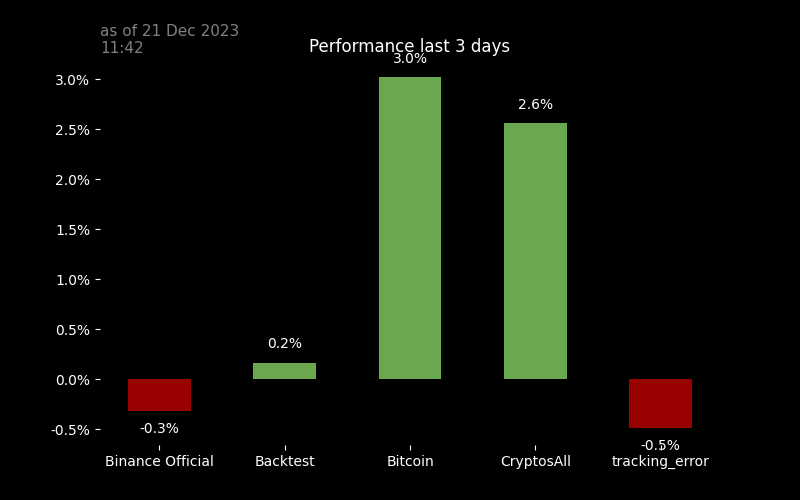 as of 21 Dec 2023
11:42
Performance last 3 days
3.0%
3.0%
2.6%
2.5%
2.0%
1.5%
1.0%
0.5%
0.2%
0.0%
-0.3%
-0.5%
-0.5%
Binance Official
Backtest
Bitcoin
CryptosAll
tracking_error